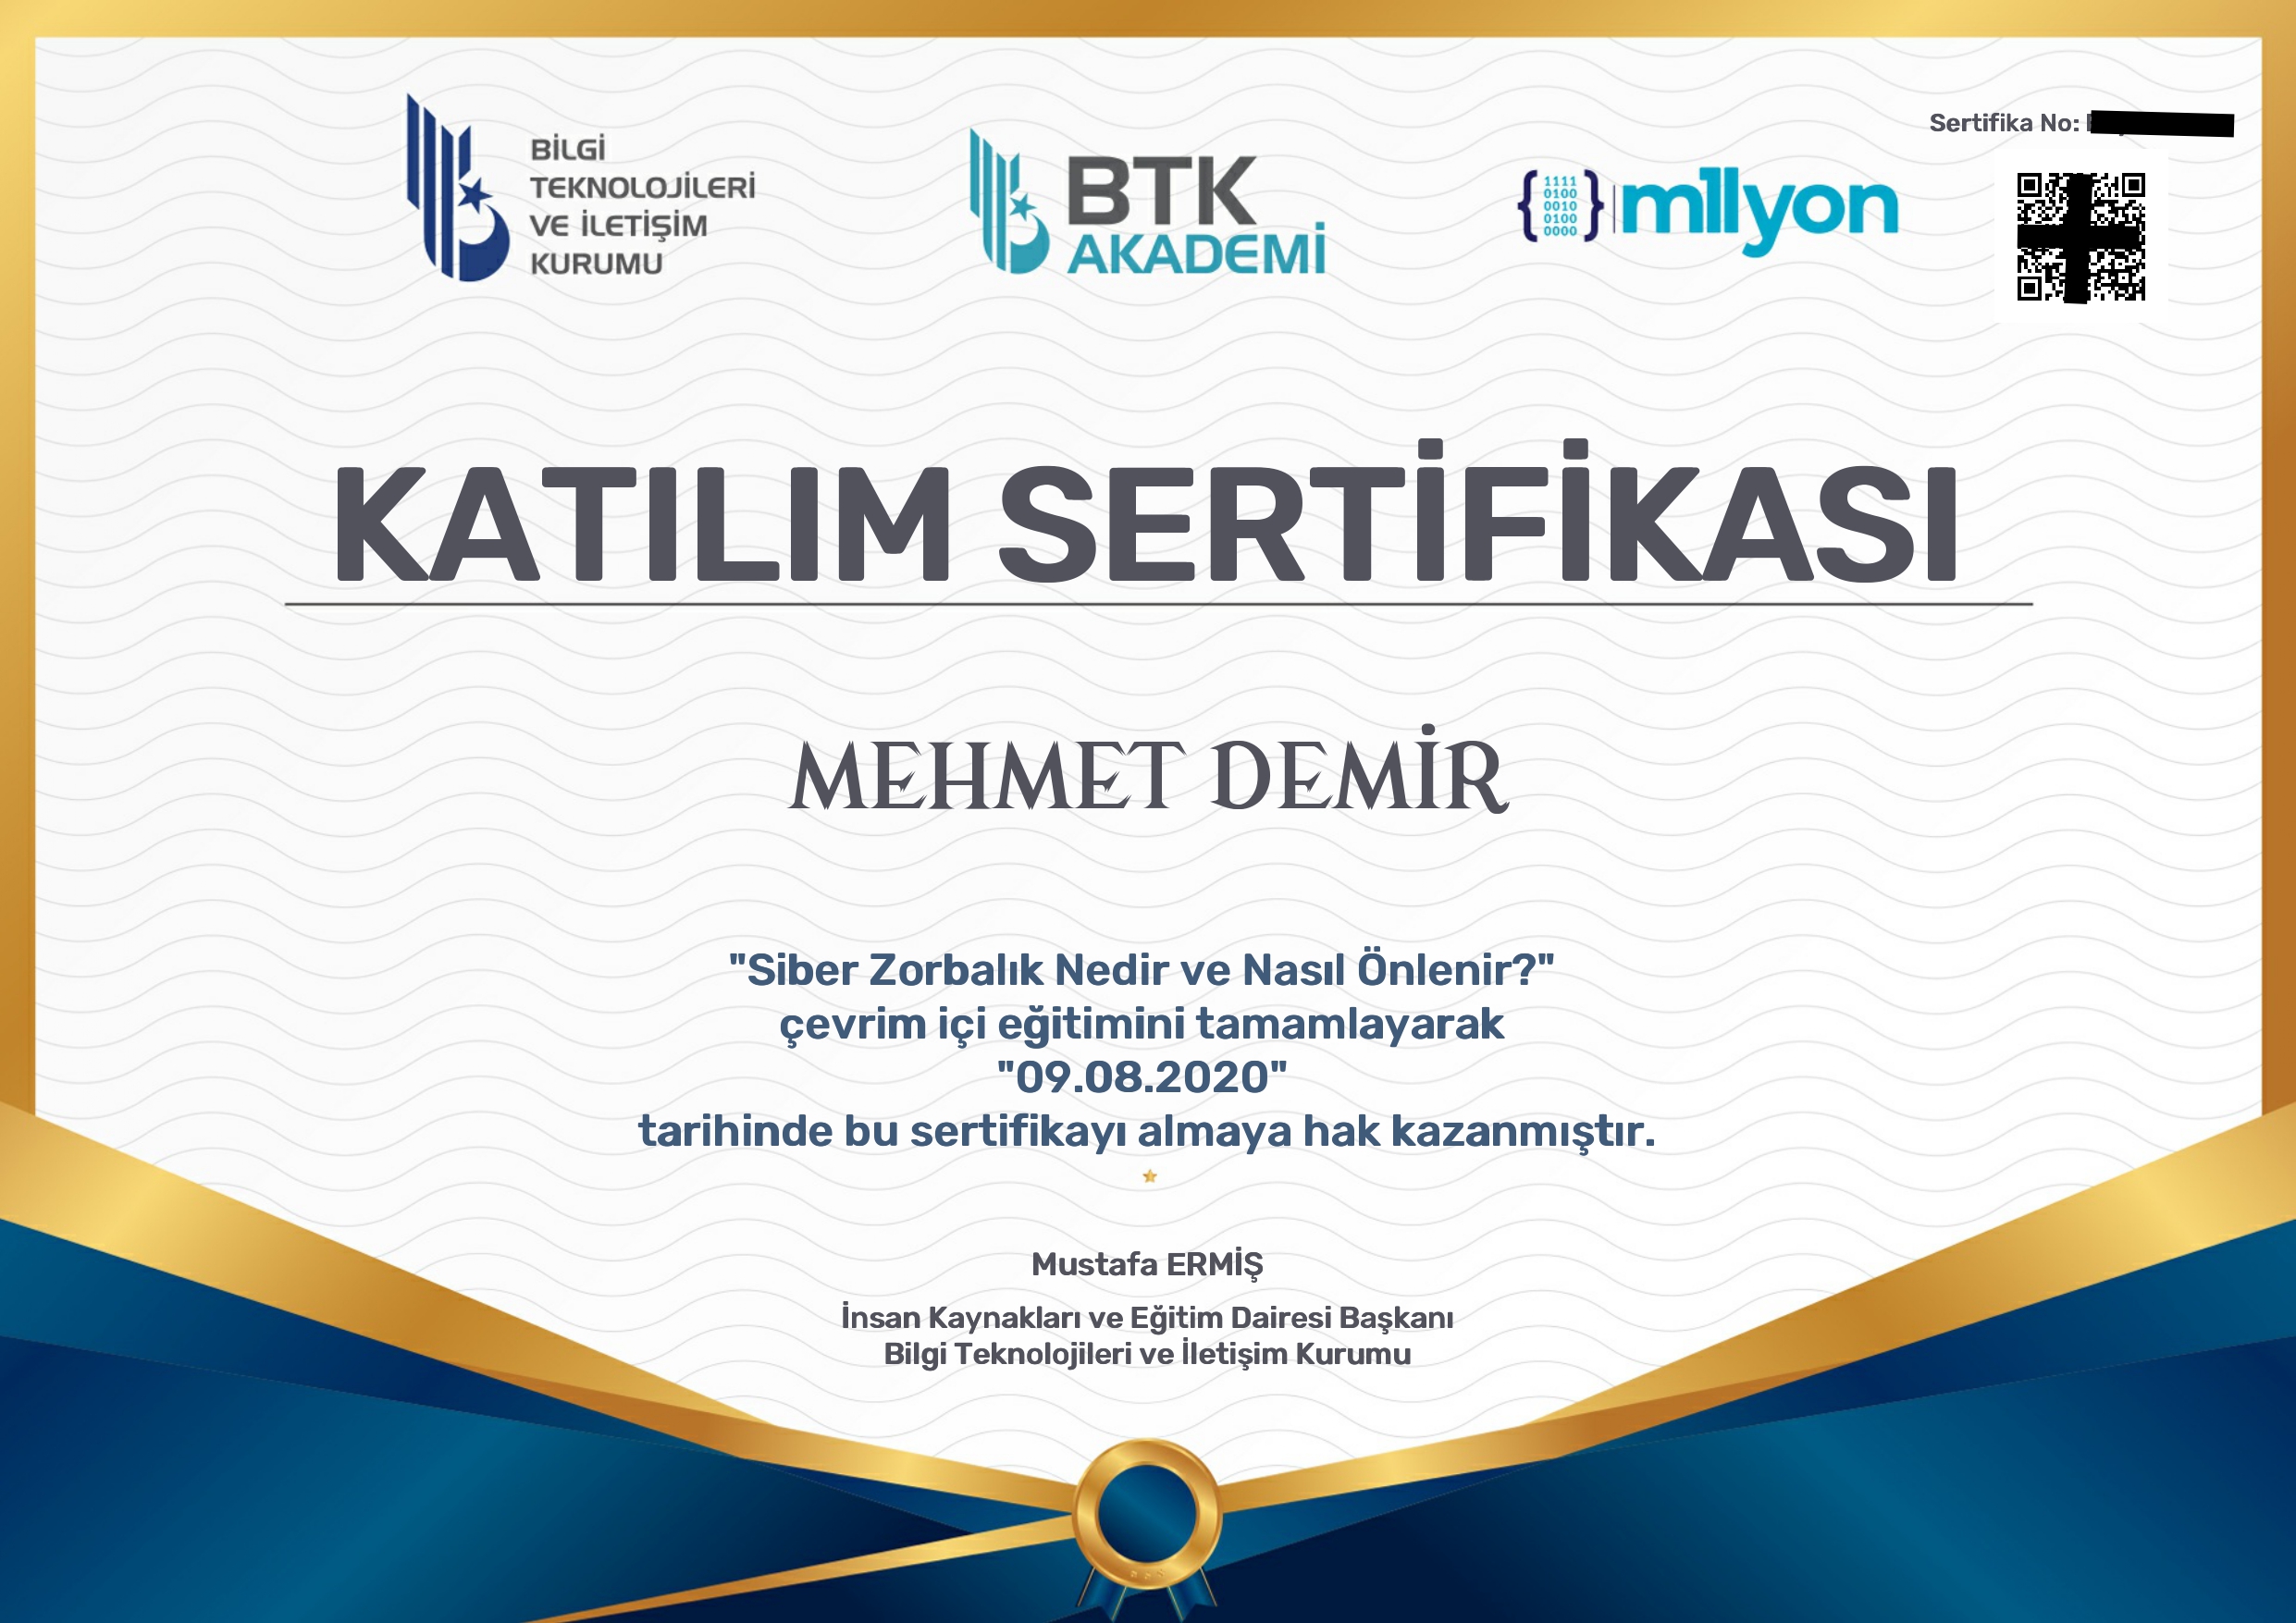 BİLGİ
TEKNOLOJİLERİ
VE İLETİŞİM
KURUMU
BTK
AKADEMİ
1111
0100
0010
0100
0000
m1lyon
Sertifika No:
KATILIM SERTİFİKASI
MEHMET DEMİR
"Siber Zorbalık Nedir ve Nasıl Önlenir?"
çevrim içi eğitimini tamamlayarak
"09.08.2020"
tarihinde bu sertifikayı almaya hak kazanmıştır.
Mustafa ERMİŞ
İnsan Kaynakları ve Eğitim Dairesi Başkanı
Bilgi Teknolojileri ve İletişim Kurumu